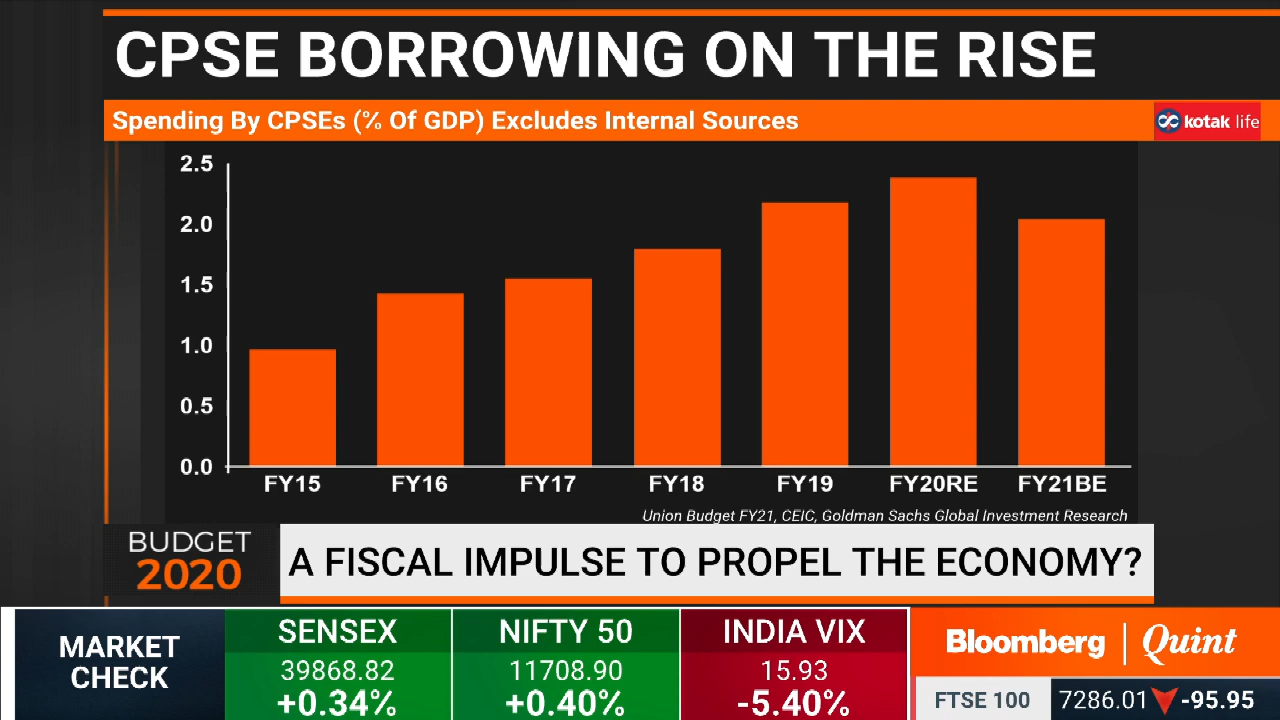 CPSE BORROWING ON THE RISE
Spending By CPSEs (% Of GDP) Excludes Internal Sources
kotak life
2.5
2.0
1.5
1.0
0.5
0.0
FY15 FY16 FY17 FY18 FY19 FY20RE FY21BE
Union Budget FY21, CEIC, Goldman Sachs Global Investment Research
BUDGET
2020
A FISCAL IMPULSE TO PROPEL THE ECONOMY?
MARKET
CHECK
SENSEX
39868.82
+0.34%
NIFTY 50
11708.90
+0.40%
INDIA VIX
15.93
-5.40%
Bloomberg | Quint
FTSE 100 7286.01 -95.95